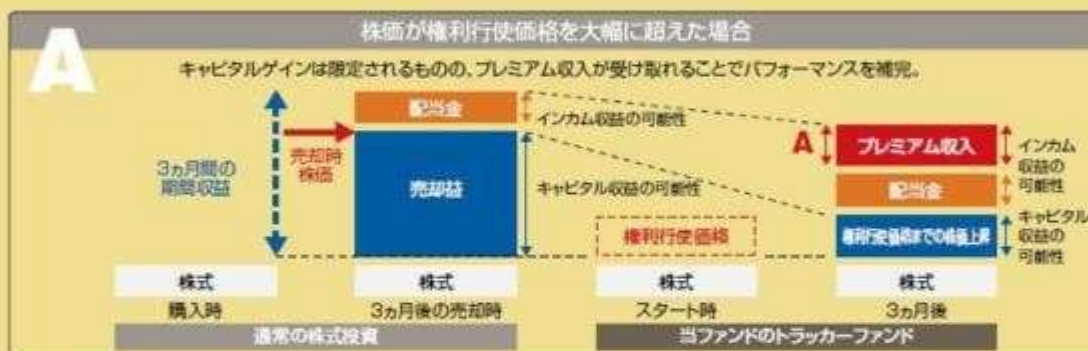 A
株価が権利行使価格を大幅に超えた場合
キャピタルゲインは限定されるものの、プレミアム収入が受け取れることでパフォーマンスを補完。
3ヵ月間の
期間収益
売却時
株価
配当金
インカム収益の可能性
売却益
キャピタル収益の可能性
権利行使価格
A
プレミアム収入
配当金
権利行使価格までの株価上昇
インカム
収益の
可能性
キャピタル
収益の
可能性
株式
株式
株式
株式
購入時
3ヵ月後の売却時
スタート時
3ヵ月後
通常の株式投資
当ファンドのトラッカーファンド